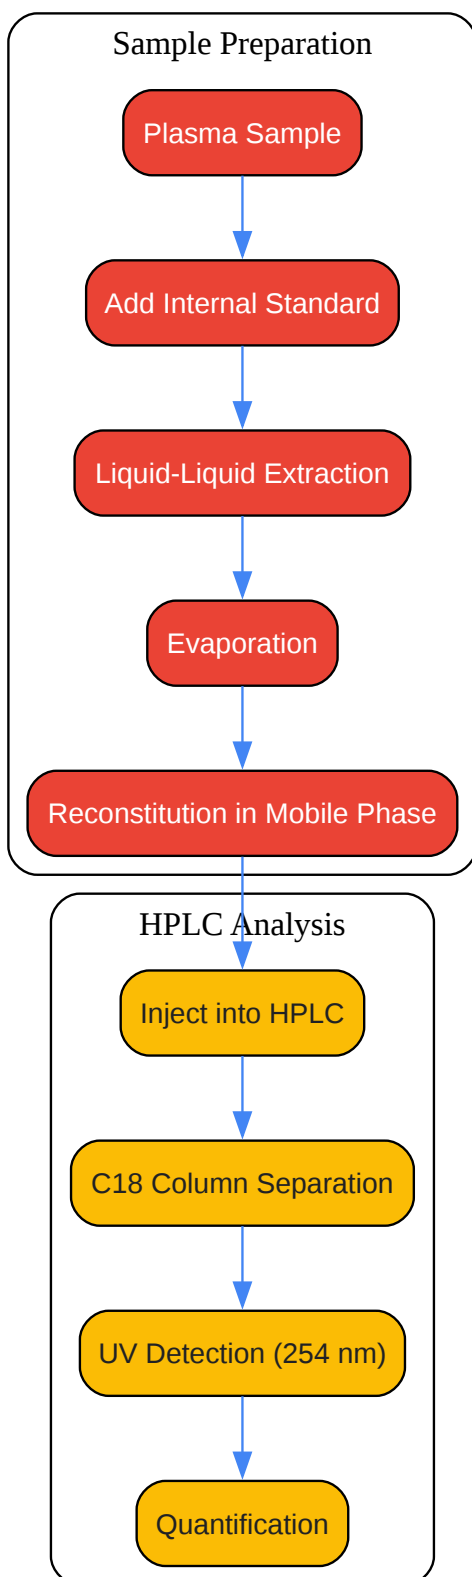 Sample Preparation
Plasma Sample
Add Internal Standard
Liquid-Liquid Extraction
Evaporation
Reconstitution in Mobile Phase
HPLC Analysis
Inject into HPLC
C18 Column Separation
UV Detection (254 nm)
Quantification